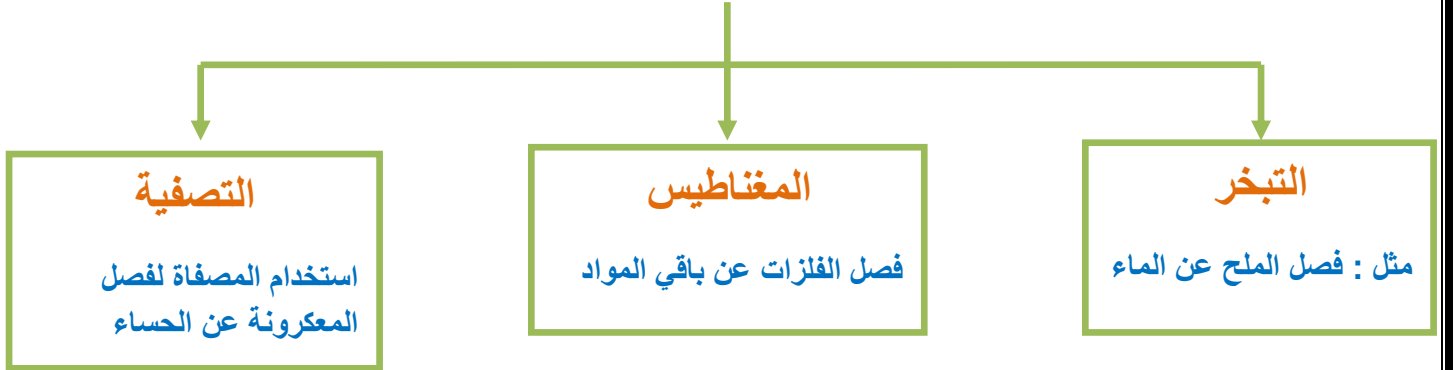 التبخر
مثل : فصل الملح عن الماء
المغناطيس
فصل الفلزات عن باقي المواد
التصفية
استخدام المصفاة لفصل
المعكرونة عن الحساء